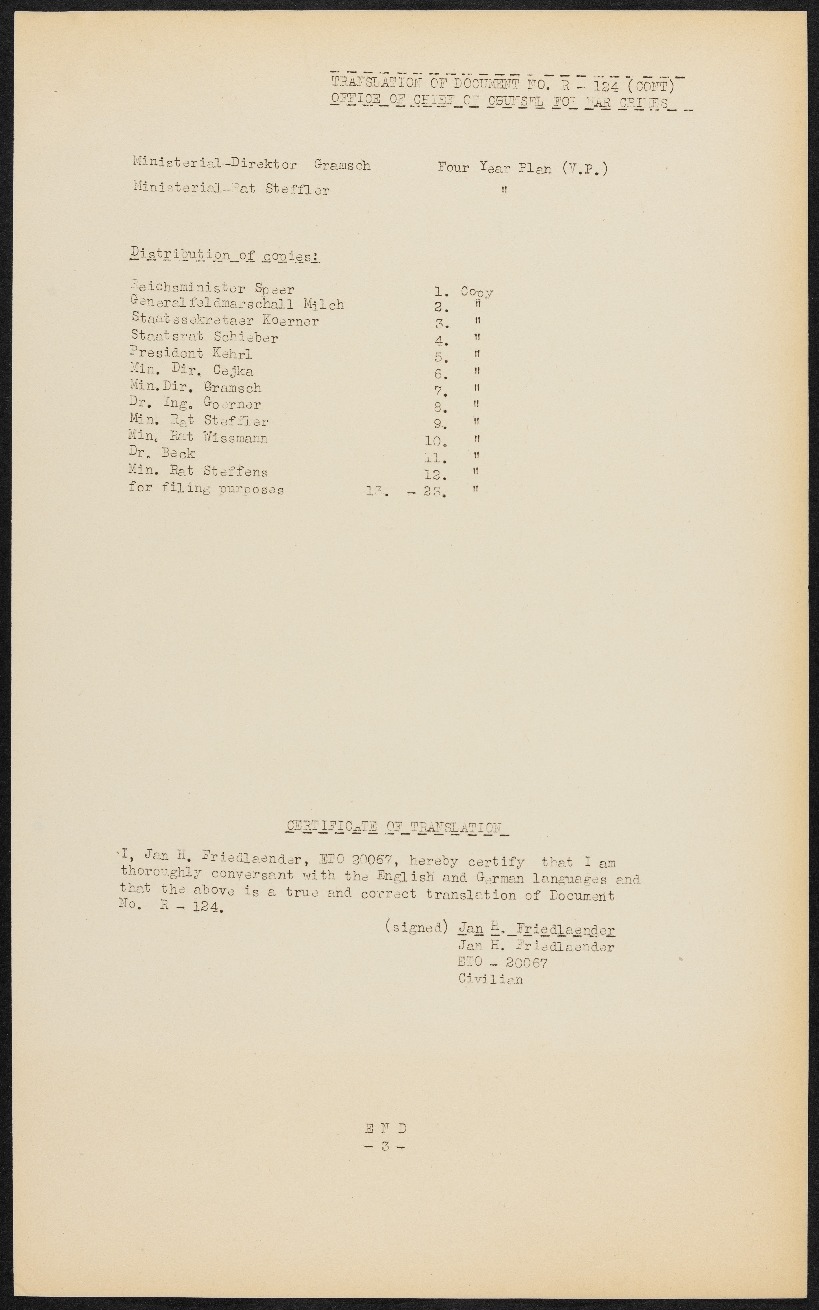 TRANSLATION OF DOCUMENT NO. R - 124 (CONT)
OFFICE OF CHIEF OF COUNSEL FOR WAR CRIMES
Ministerial-Direktor Gramsch Four Year Plan (V.P.)
Ministerial-Rat Steffler "
Distribution of copies:
Reichsminister Speer 1. Copy
Generalfeldmarschall Milch 2. "
Staatssekretaer Koerner 3. "
Staatsrat Schieber 4. "
President Kehrl 5. "
Min. Dir. Cejka 6. "
Min.Dir. Gramsch 7. "
Dr. Ing. Goerner 8. "
Min. Rat Steffler 9. "
Min. Rat Wissmann 10. "
Dr. Beck 11. "
Min. Rat Steffens 12. "
for filing purposes 13. - 23. "
CERTIFICATE OF TRANSLATION
I, Jan H. Friedlaender, ETO 20067, hereby certify that I am
thoroughly conversant with the English and German languages and
that the above is a true and correct translation of Document
No. R - 124.
(signed) Jan H. Friedlaender
Jan H. Friedlaender
ETO - 20067
Civilian
E N D
- 3 -